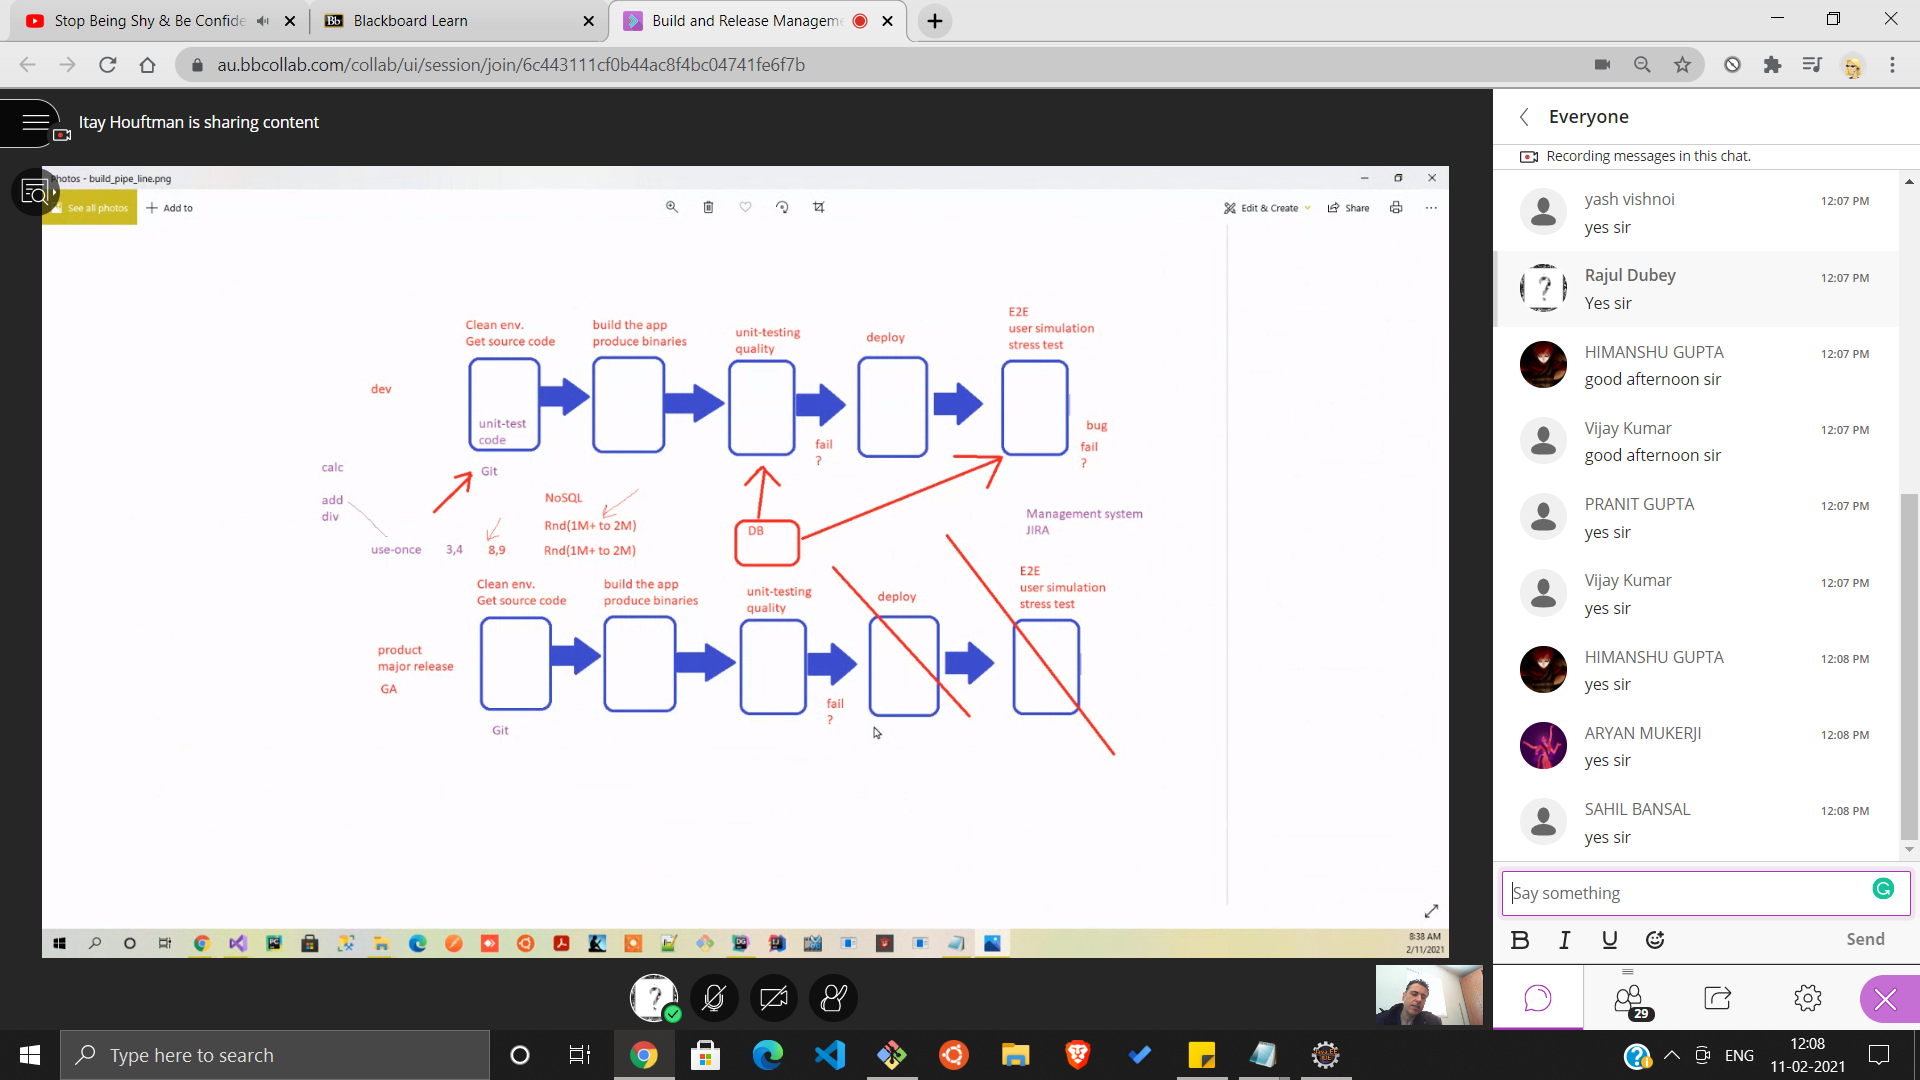 Stop Being Shy & Be Confide
Blackboard Learn
Build and Release Managem
au.bbcollab.com/collab/ui/session/join/6c443111cf0b44ac8f4bc04741fe6f7b
Itay Houftman is sharing content
Photos - build_pipe_line.png
See all photos
Add to
Edit & Create
Share
Clean env.
Get source code
build the app
produce binaries
unit-testing
quality
deploy
E2E
user simulation
stress test
dev
unit-test
code
fail
?
bug
fail
?
calc
Git
add
div
NoSQL
Rnd(1M+ to 2M)
DB
Management system
JIRA
use-once
3,4
8,9
Rnd(1M+ to 2M)
Clean env.
Get source code
build the app
produce binaries
unit-testing
quality
deploy
E2E
user simulation
stress test
product
major release
GA
fail
?
Git
8:38 AM
2/11/2021
Everyone
Recording messages in this chat.
yash vishnoi 12:07 PM
yes sir
Rajul Dubey 12:07 PM
Yes sir
HIMANSHU GUPTA 12:07 PM
good afternoon sir
Vijay Kumar 12:07 PM
good afternoon sir
PRANIT GUPTA 12:07 PM
yes sir
Vijay Kumar 12:07 PM
yes sir
HIMANSHU GUPTA 12:08 PM
yes sir
ARYAN MUKERJI 12:08 PM
yes sir
SAHIL BANSAL 12:08 PM
yes sir
Say something
B I U
Send
29
Type here to search
ENG
12:08
11-02-2021